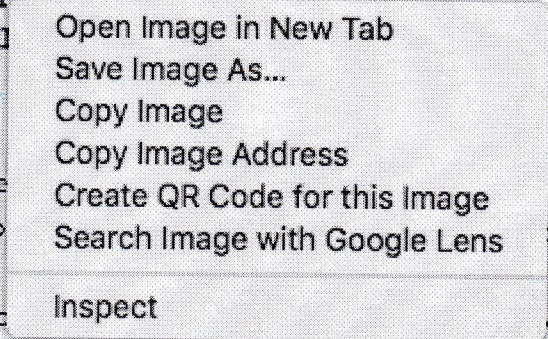 Open Image in New Tab
Save Image As...
Copy Image
Copy Image Address
Create QR Code for this Image
Search Image with Google Lens
Inspect